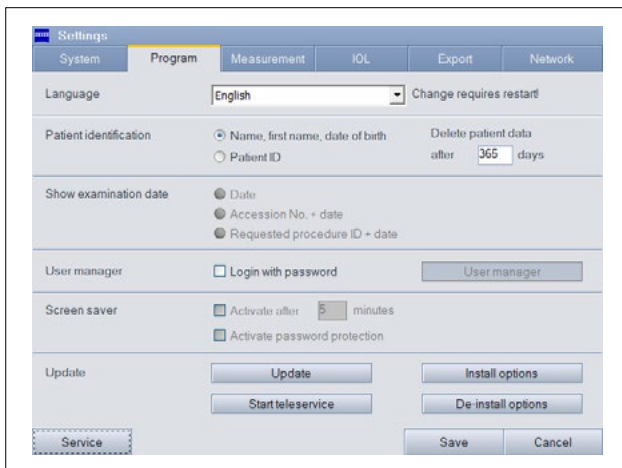 Settings
System Program Measurement IOL Export Network
Language English Change requires restart!
Patient identification Name, first name, date of birth Delete patient data
Patient ID after 365 days
Show examination date Date
Accession No. + date
Requested procedure ID + date
User manager Login with password User manager
Screen saver Activate after 5 minutes
Activate password protection
Update Update Install options
Start teleservice De-install options
Service Save Cancel